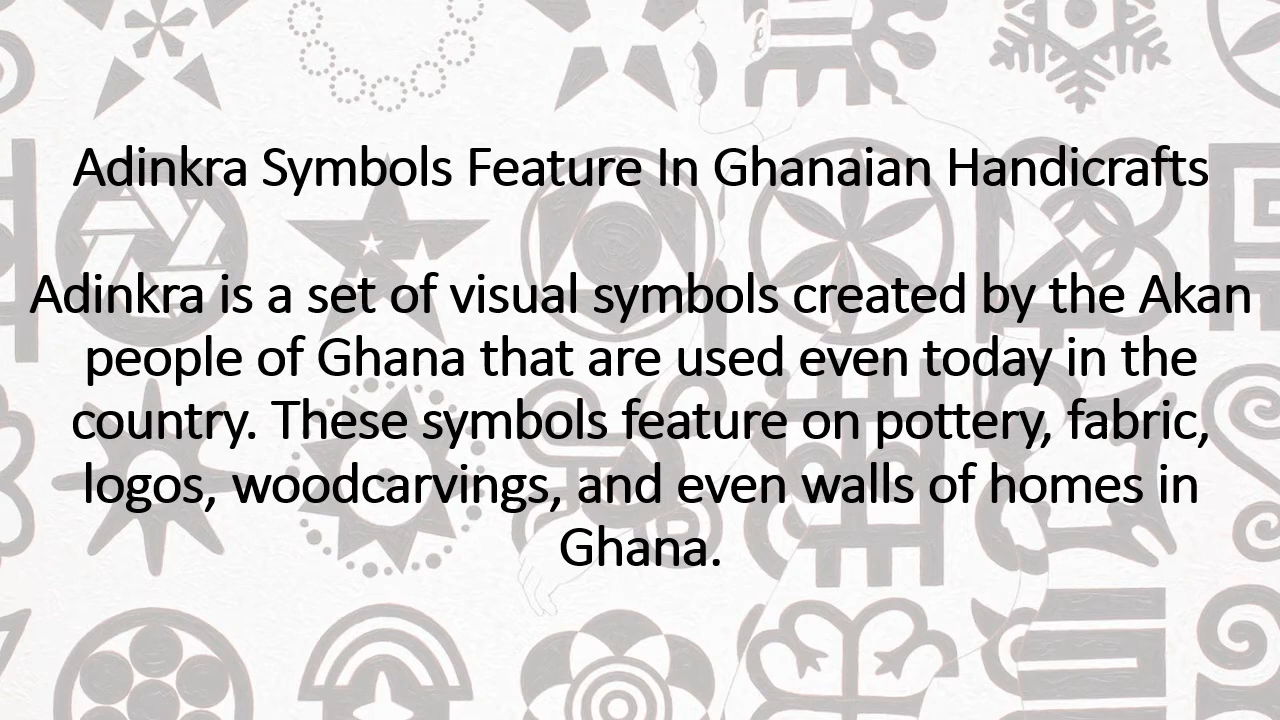 Adinkra Symbols Feature In Ghanaian Handicrafts
Adinkra is a set of visual symbols created by the Akan
people of Ghana that are used even today in the
country. These symbols feature on pottery, fabric,
logos, woodcarvings, and even walls of homes in
Ghana.